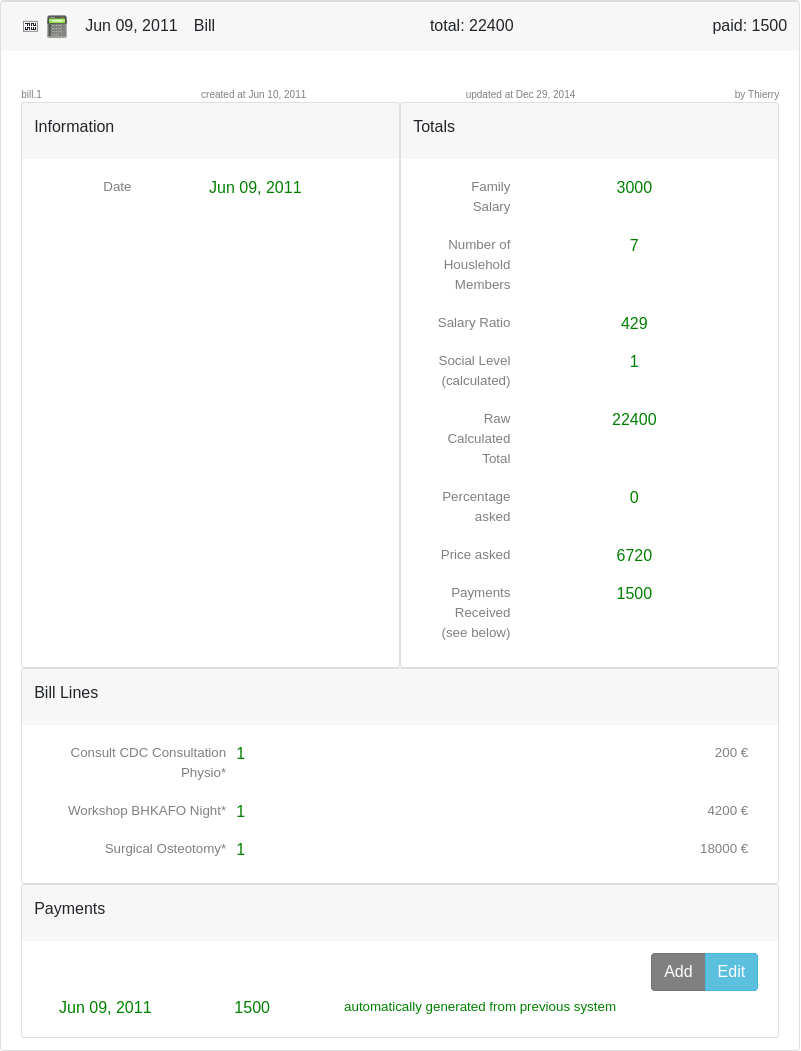 Jun 09, 2011 Bill total: 22400 paid: 1500
bill.1 created at Jun 10, 2011 updated at Dec 29, 2014 by Thierry
Information
Date Jun 09, 2011
Totals
Family 3000
Salary
Number of 7
Houslehold
Members
Salary Ratio 429
Social Level 1
(calculated)
Raw 22400
Calculated
Total
Percentage 0
asked
Price asked 6720
Payments 1500
Received
(see below)
Bill Lines
Consult CDC Consultation 1 200 €
Physio*
Workshop BHKAFO Night* 1 4200 €
Surgical Osteotomy* 1 18000 €
Payments
Add Edit
Jun 09, 2011 1500 automatically generated from previous system